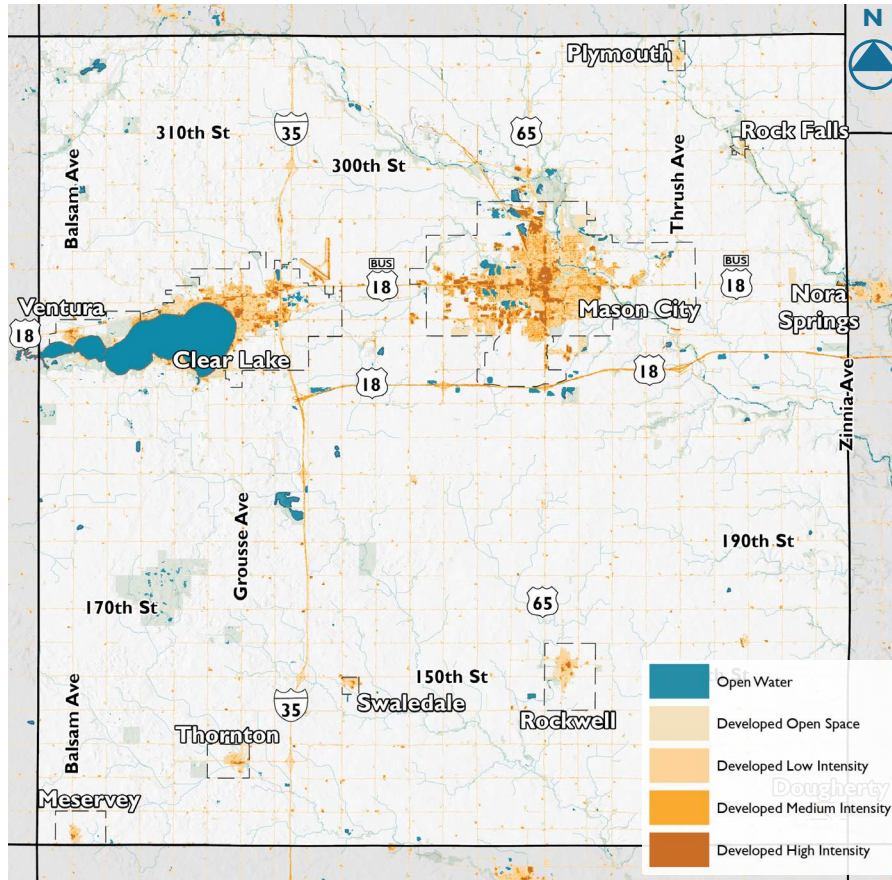 N
Plymouth
310th St
35
65
Rock Falls
300th St
Balsam Ave
Thrush Ave
BUS
18
BUS
18
Ventura
Nora
Springs
Mason City
18
Clear Lake
18
18
Zinnia Ave
Grousse Ave
190th St
170th St
65
150th St
St
Open Water
Swaledale
35
Rockwell
Developed Open Space
Thornton
Balsam Ave
Developed Low Intensity
Dougherty
Meservey
Developed Medium Intensity
Developed High Intensity